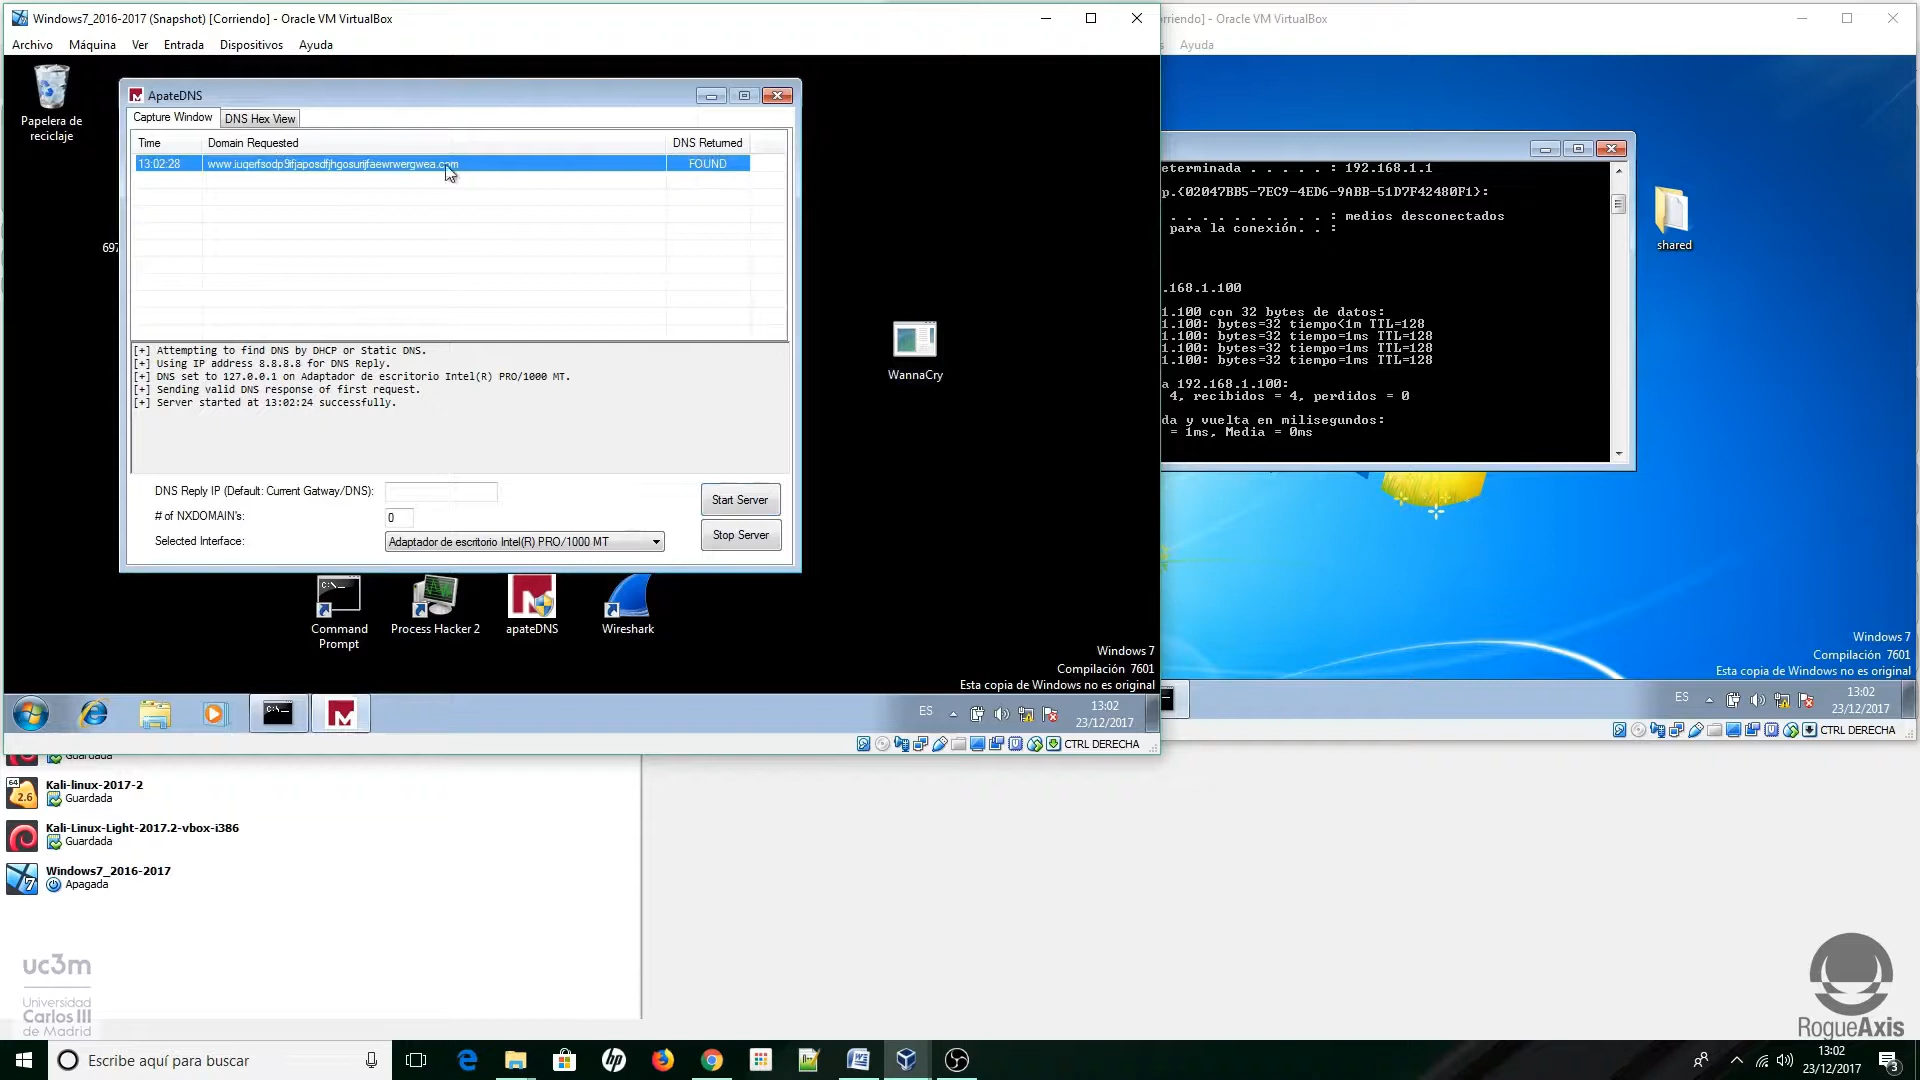 Windows7_2016-2017 (Snapshot) [Corriendo] - Oracle VM VirtualBox
Archivo Máquina Ver Entrada Dispositivos Ayuda
rriendo] - Oracle VM VirtualBox
Ayuda
Papelera de
reciclaje
697
ApateDNS
Capture Window DNS Hex View
Time Domain Requested DNS Returned
13:02:28 www.iuqerfsodp9ifjaposdfjhgosurijfaewrwergwea.com FOUND
[+] Attempting to find DNS by DHCP or Static DNS.
[+] Using IP address 8.8.8.8 for DNS Reply.
[+] DNS set to 127.0.0.1 on Adaptador de escritorio Intel(R) PRO/1000 MT.
[+] Sending valid DNS response of first request.
[+] Server started at 13:02:24 successfully.
DNS Reply IP (Default: Current Gatway/DNS):
# of NXDOMAIN's: 0
Selected Interface: Adaptador de escritorio Intel(R) PRO/1000 MT
Start Server
Stop Server
WannaCry
C:\._
Command
Prompt
Process Hacker 2
apateDNS
Wireshark
Windows 7
Compilación 7601
Esta copia de Windows no es original
ES
13:02
23/12/2017
CTRL DERECHA
eterminada . . . . . : 192.168.1.1
p.{02047BB5-7EC9-4ED6-9ABB-51D7F42480F1}:
. . . . . . . . . . : medios desconectados
para la conexión. . :
.168.1.100
1.100 con 32 bytes de datos:
1.100: bytes=32 tiempo<1m TTL=128
1.100: bytes=32 tiempo=1ms TTL=128
1.100: bytes=32 tiempo=1ms TTL=128
1.100: bytes=32 tiempo=1ms TTL=128
a 192.168.1.100:
4, recibidos = 4, perdidos = 0
da y vuelta en milisegundos:
= 1ms, Media = 0ms
shared
Windows 7
Compilación 7601
Esta copia de Windows no es original
ES
13:02
23/12/2017
CTRL DERECHA
Guardada
64
2.6
Kali-linux-2017-2
Guardada
Kali-Linux-Light-2017.2-vbox-i386
Guardada
Windows7_2016-2017
Apagada
uc3m
Universidad
Carlos III
de Madrid
RogueAxis
Escribe aquí para buscar
13:02
23/12/2017
3